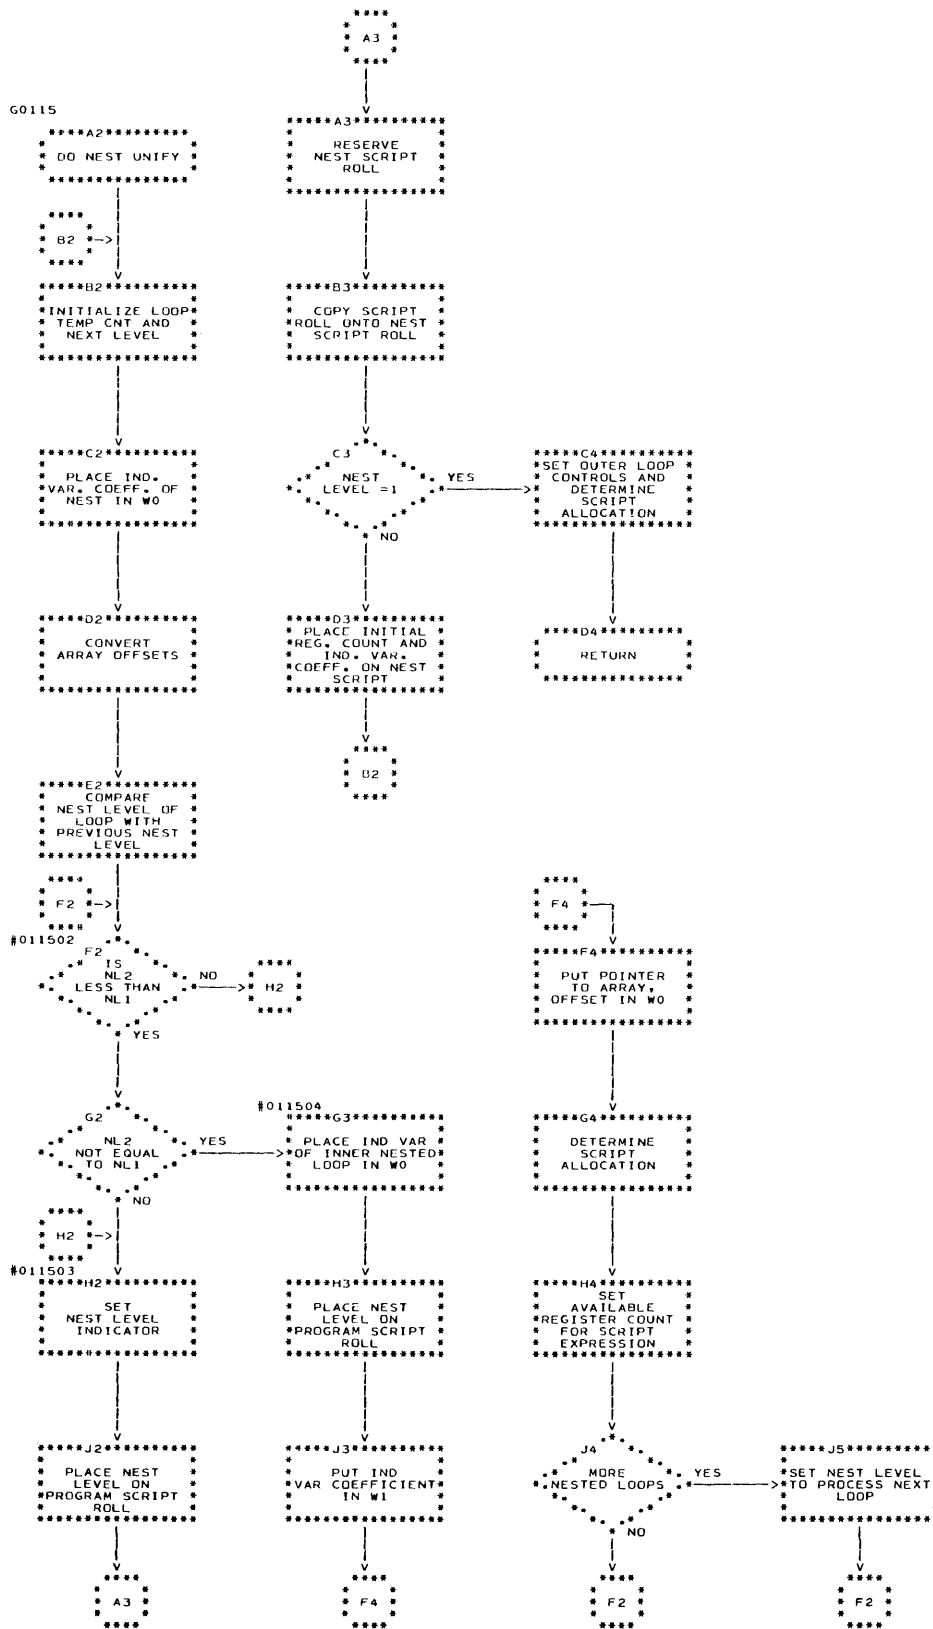 G0115
A2
DO NEST UNIFY
B2
B2
INITIALIZE LOOP
TEMP CNT AND
NEXT LEVEL
C2
PLACE IND.
VAR. COEFF. OF
NEST IN W0
D2
CONVERT
ARRAY OFFSETS
E2
COMPARE
NEST LEVEL OF
LOOP WITH
PREVIOUS NEST
LEVEL
F2
#011502
F2
IS
NL2
LESS THAN
NL1
NO
H2
YES
G2
NL2
NOT EQUAL
TO NL1
YES
NO
H2
#011503
H2
SET
NEST LEVEL
INDICATOR
J2
PLACE NEST
LEVEL ON
PROGRAM SCRIPT
ROLL
A3
A3
A3
RESERVE
NEST SCRIPT
ROLL
B3
COPY SCRIPT
ROLL ONTO NEST
SCRIPT ROLL
C3
NEST
LEVEL =1
YES
NO
D3
PLACE INITIAL
REG. COUNT AND
IND. VAR.
COEFF. ON NEST
SCRIPT
B2
#011504
G3
PLACE IND VAR
OF INNER NESTED
LOOP IN W0
H3
PLACE NEST
LEVEL ON
PROGRAM SCRIPT
ROLL
J3
PUT IND
VAR COEFFICIENT
IN W1
F4
C4
SET OUTER LOOP
CONTROLS AND
DETERMINE
SCRIPT
ALLOCATION
D4
RETURN
F4
F4
PUT POINTER
TO ARRAY,
OFFSET IN W0
G4
DETERMINE
SCRIPT
ALLOCATION
H4
SET
AVAILABLE
REGISTER COUNT
FOR SCRIPT
EXPRESSION
J4
MORE
NESTED LOOPS
YES
NO
F2
J5
SET NEST LEVEL
TO PROCESS NEXT
LOOP
F2